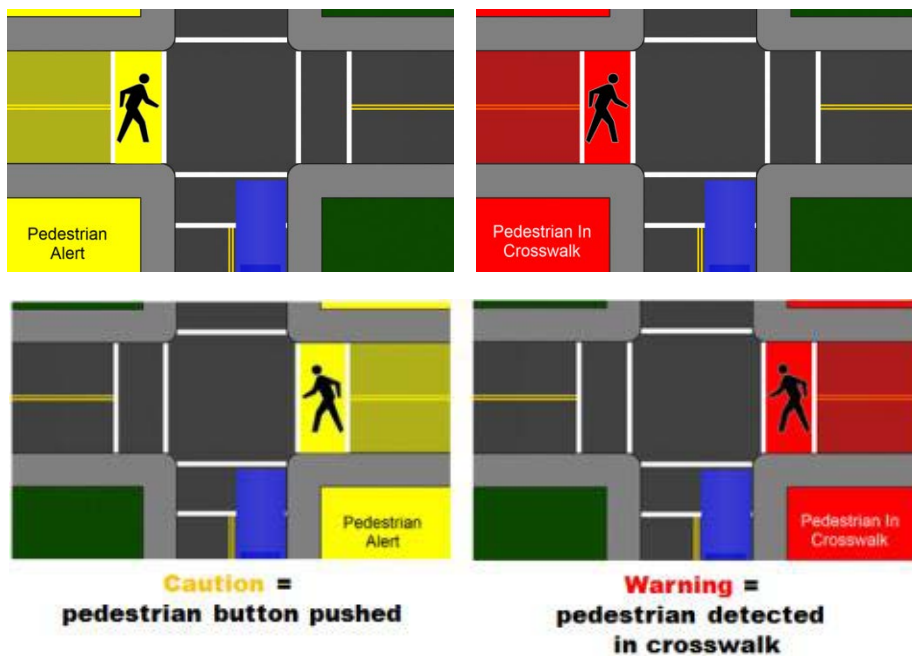 Pedestrian
Alert
Pedestrian In
Crosswalk
Pedestrian
Alert
Pedestrian In
Crosswalk
Caution =
pedestrian button pushed
Warning =
pedestrian detected
in crosswalk